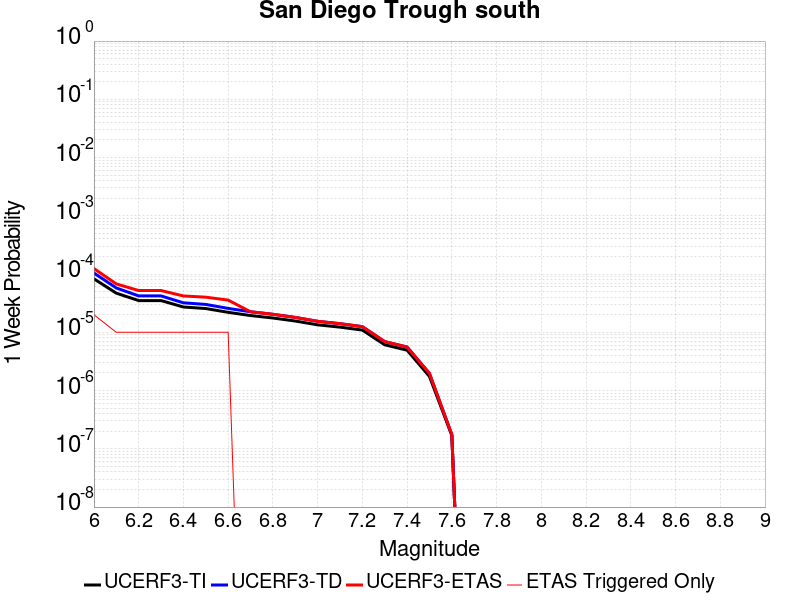 San Diego Trough south
10^0
10^-1
10^-2
10^-3
10^-4
10^-5
10^-6
10^-7
10^-8
1 Week Probability
6 6.2 6.4 6.6 6.8 7 7.2 7.4 7.6 7.8 8 8.2 8.4 8.6 8.8 9
Magnitude
UCERF3-TI UCERF3-TD UCERF3-ETAS ETAS Triggered Only